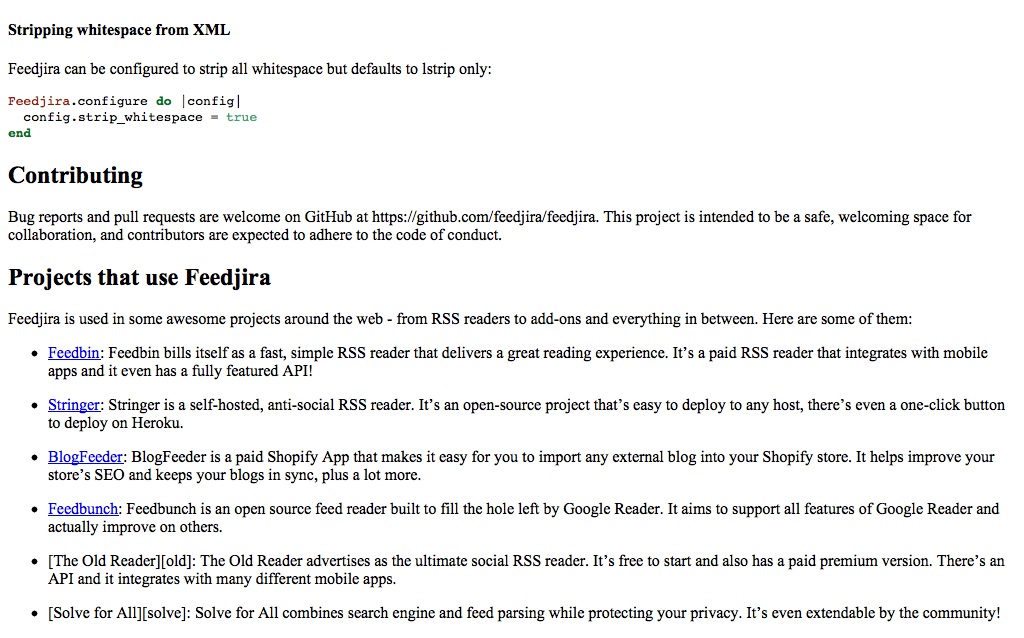 Stripping whitespace from XML
Feedjira can be configured to strip all whitespace but defaults to lstrip only:
Feedjira.configure do |config|
  config.strip_whitespace = true
end
Contributing
Bug reports and pull requests are welcome on GitHub at https://github.com/feedjira/feedjira. This project is intended to be a safe, welcoming space for
collaboration, and contributors are expected to adhere to the code of conduct.
Projects that use Feedjira
Feedjira is used in some awesome projects around the web - from RSS readers to add-ons and everything in between. Here are some of them:
• Feedbin: Feedbin bills itself as a fast, simple RSS reader that delivers a great reading experience. It’s a paid RSS reader that integrates with mobile
apps and it even has a fully featured API!
• Stringer: Stringer is a self-hosted, anti-social RSS reader. It’s an open-source project that’s easy to deploy to any host, there’s even a one-click button
to deploy on Heroku.
• BlogFeeder: BlogFeeder is a paid Shopify App that makes it easy for you to import any external blog into your Shopify store. It helps improve your
store’s SEO and keeps your blogs in sync, plus a lot more.
• Feedbunch: Feedbunch is an open source feed reader built to fill the hole left by Google Reader. It aims to support all features of Google Reader and
actually improve on others.
• [The Old Reader][old]: The Old Reader advertises as the ultimate social RSS reader. It’s free to start and also has a paid premium version. There’s an
API and it integrates with many different mobile apps.
• [Solve for All][solve]: Solve for All combines search engine and feed parsing while protecting your privacy. It’s even extendable by the community!